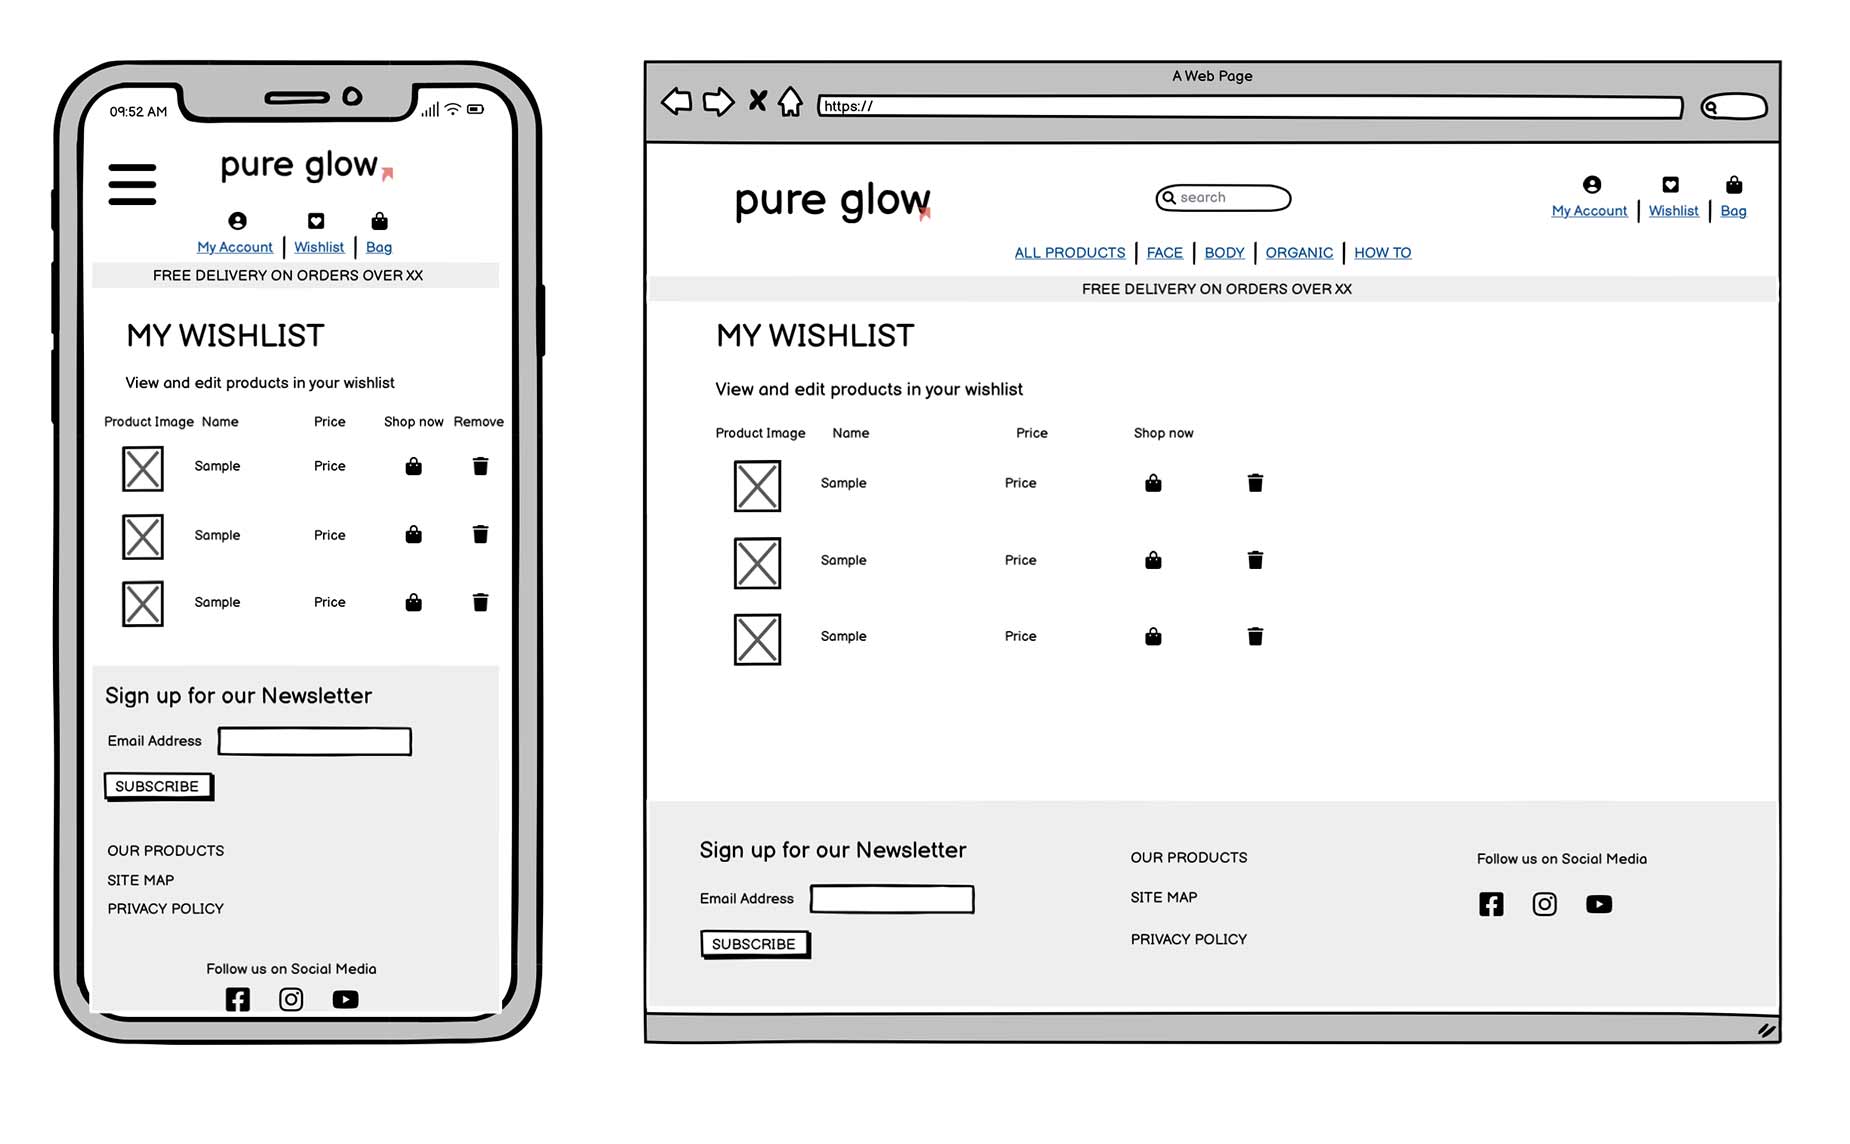 09:52 AM
pure glow
My Account | Wishlist | Bag
FREE DELIVERY ON ORDERS OVER XX
MY WISHLIST
View and edit products in your wishlist
Product Image Name Price Shop now Remove
Sample Price
Sample Price
Sample Price
Sign up for our Newsletter
Email Address
SUBSCRIBE
OUR PRODUCTS
SITE MAP
PRIVACY POLICY
Follow us on Social Media
A Web Page
https://
pure glow
search
My Account | Wishlist | Bag
ALL PRODUCTS | FACE | BODY | ORGANIC | HOW TO
FREE DELIVERY ON ORDERS OVER XX
MY WISHLIST
View and edit products in your wishlist
Product Image Name Price Shop now
Sample Price
Sample Price
Sample Price
Sign up for our Newsletter
Email Address
SUBSCRIBE
OUR PRODUCTS
SITE MAP
PRIVACY POLICY
Follow us on Social Media